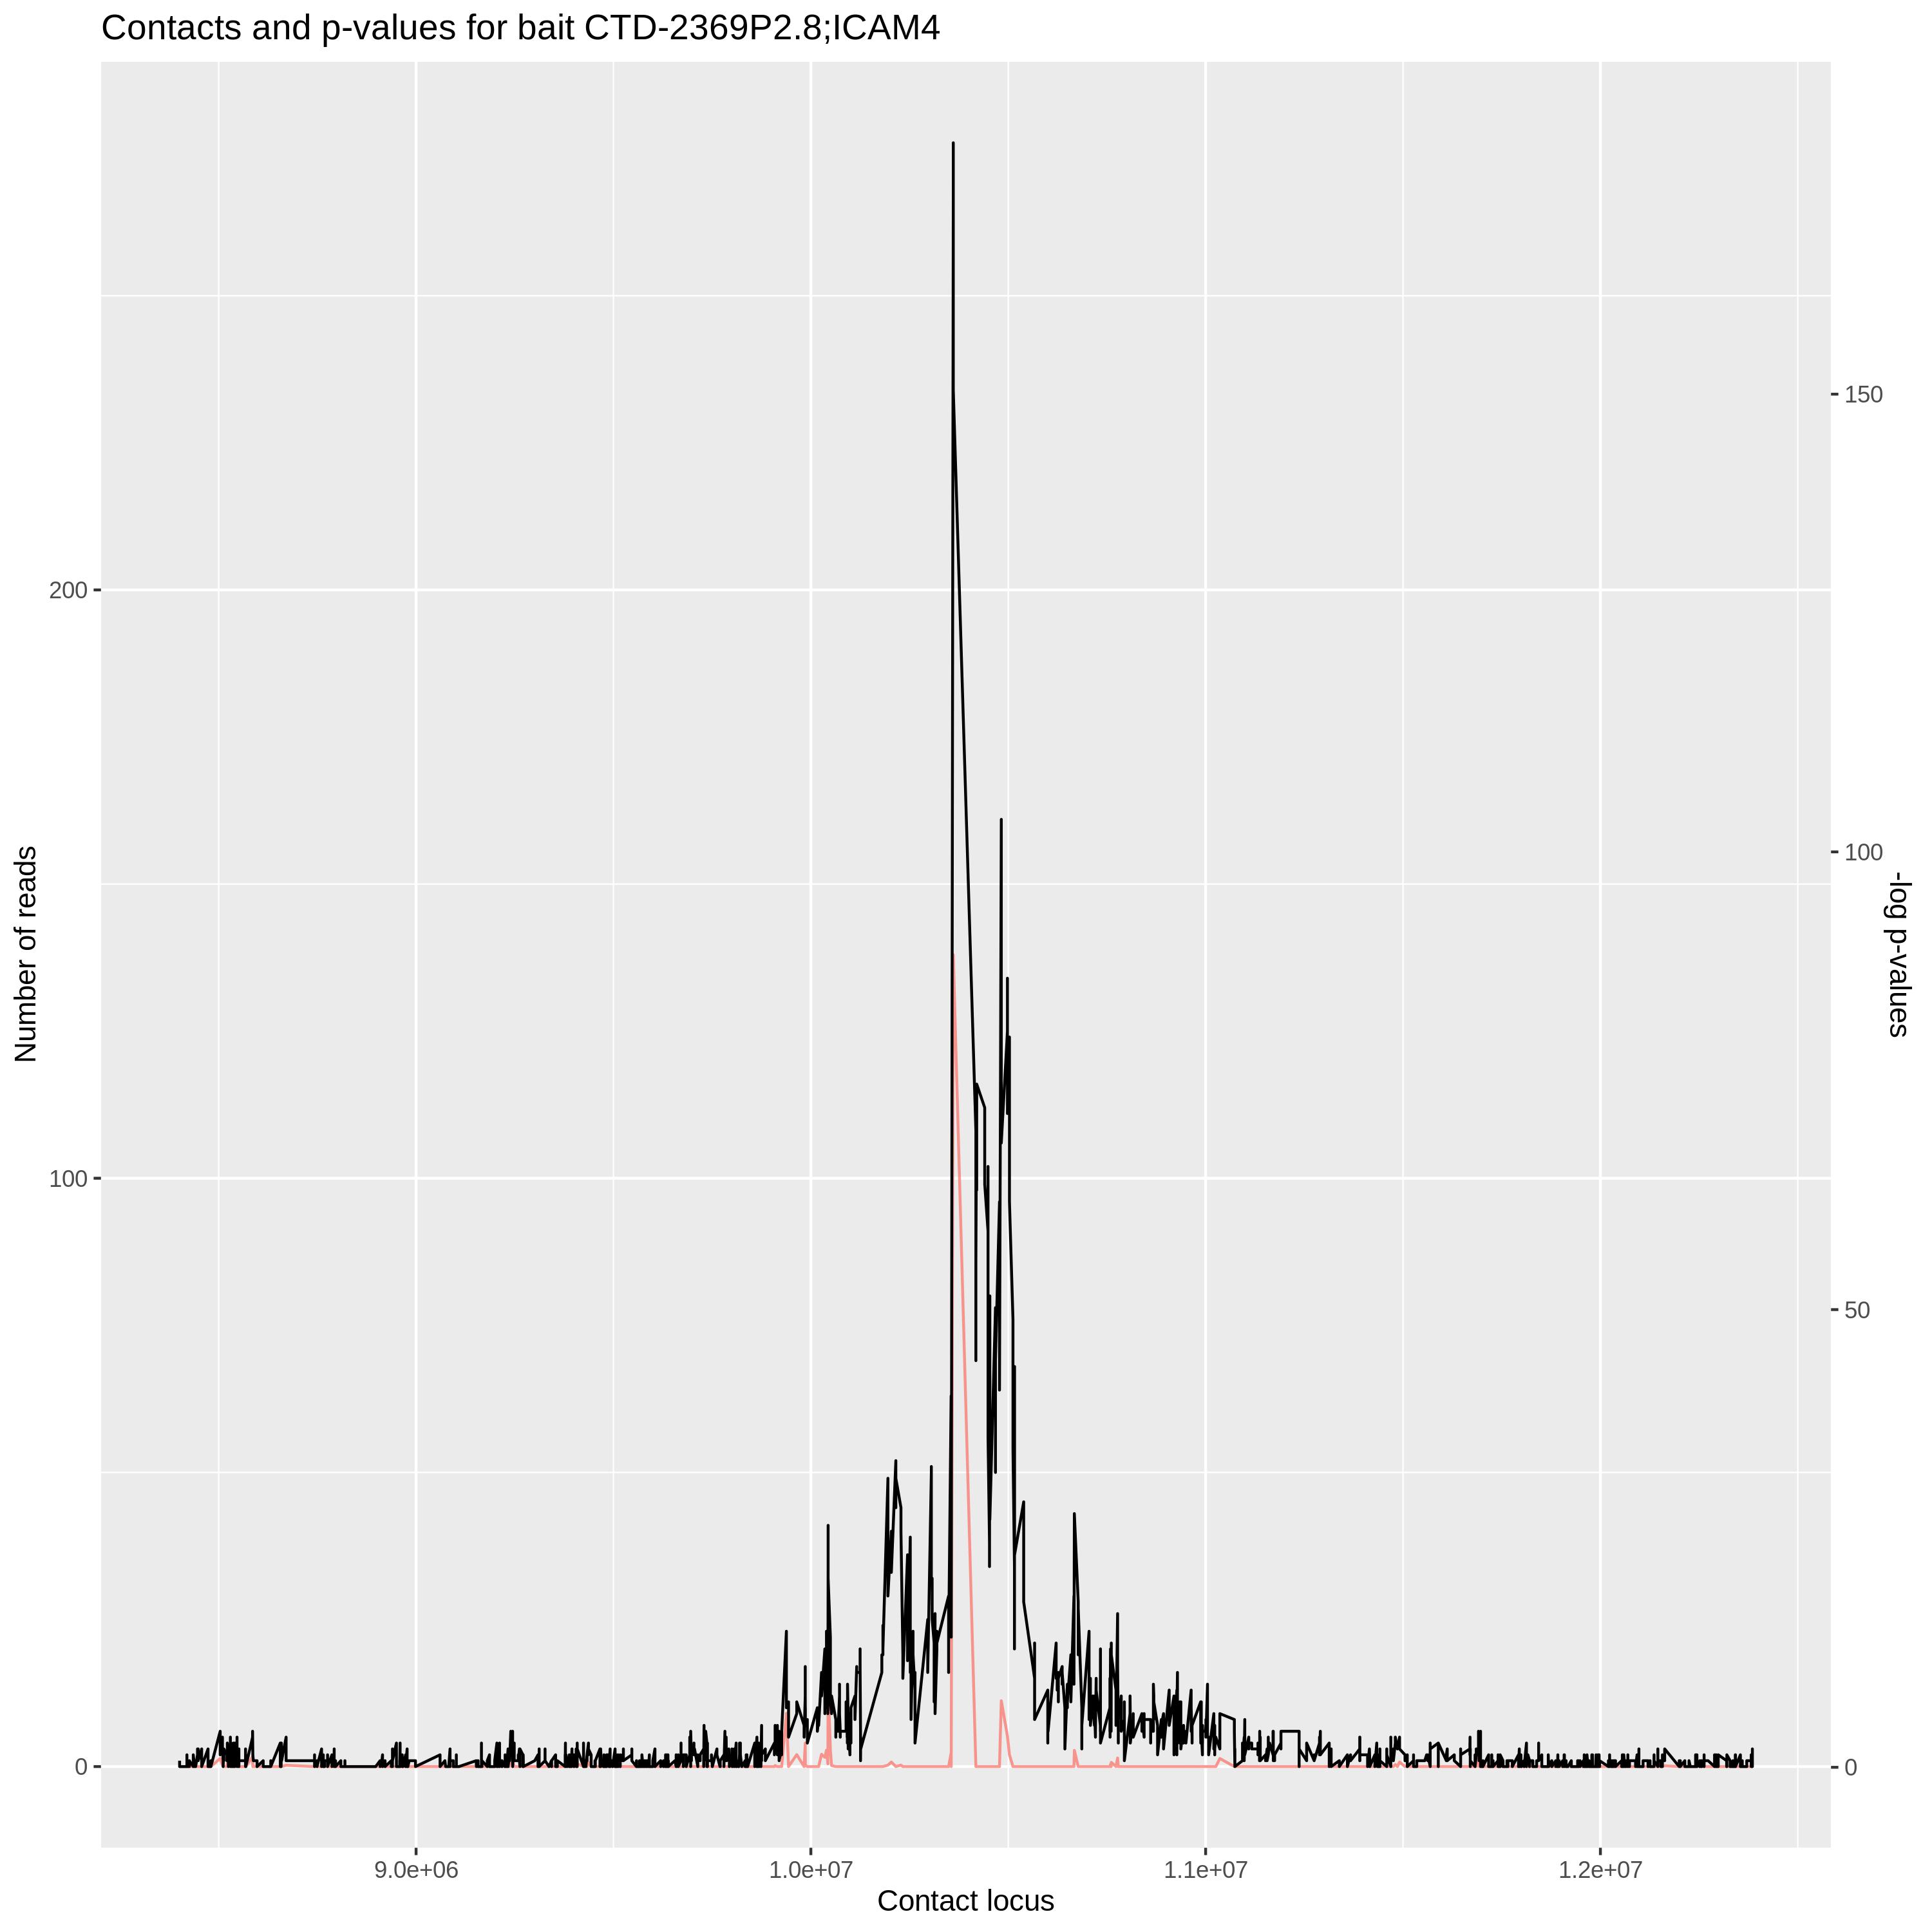 Contacts and p-values for bait CTD-2369P2.8;ICAM4
Number of reads
200
100
0
150
100
50
0
-log p-values
9.0e+06
1.0e+07
1.1e+07
1.2e+07
Contact locus